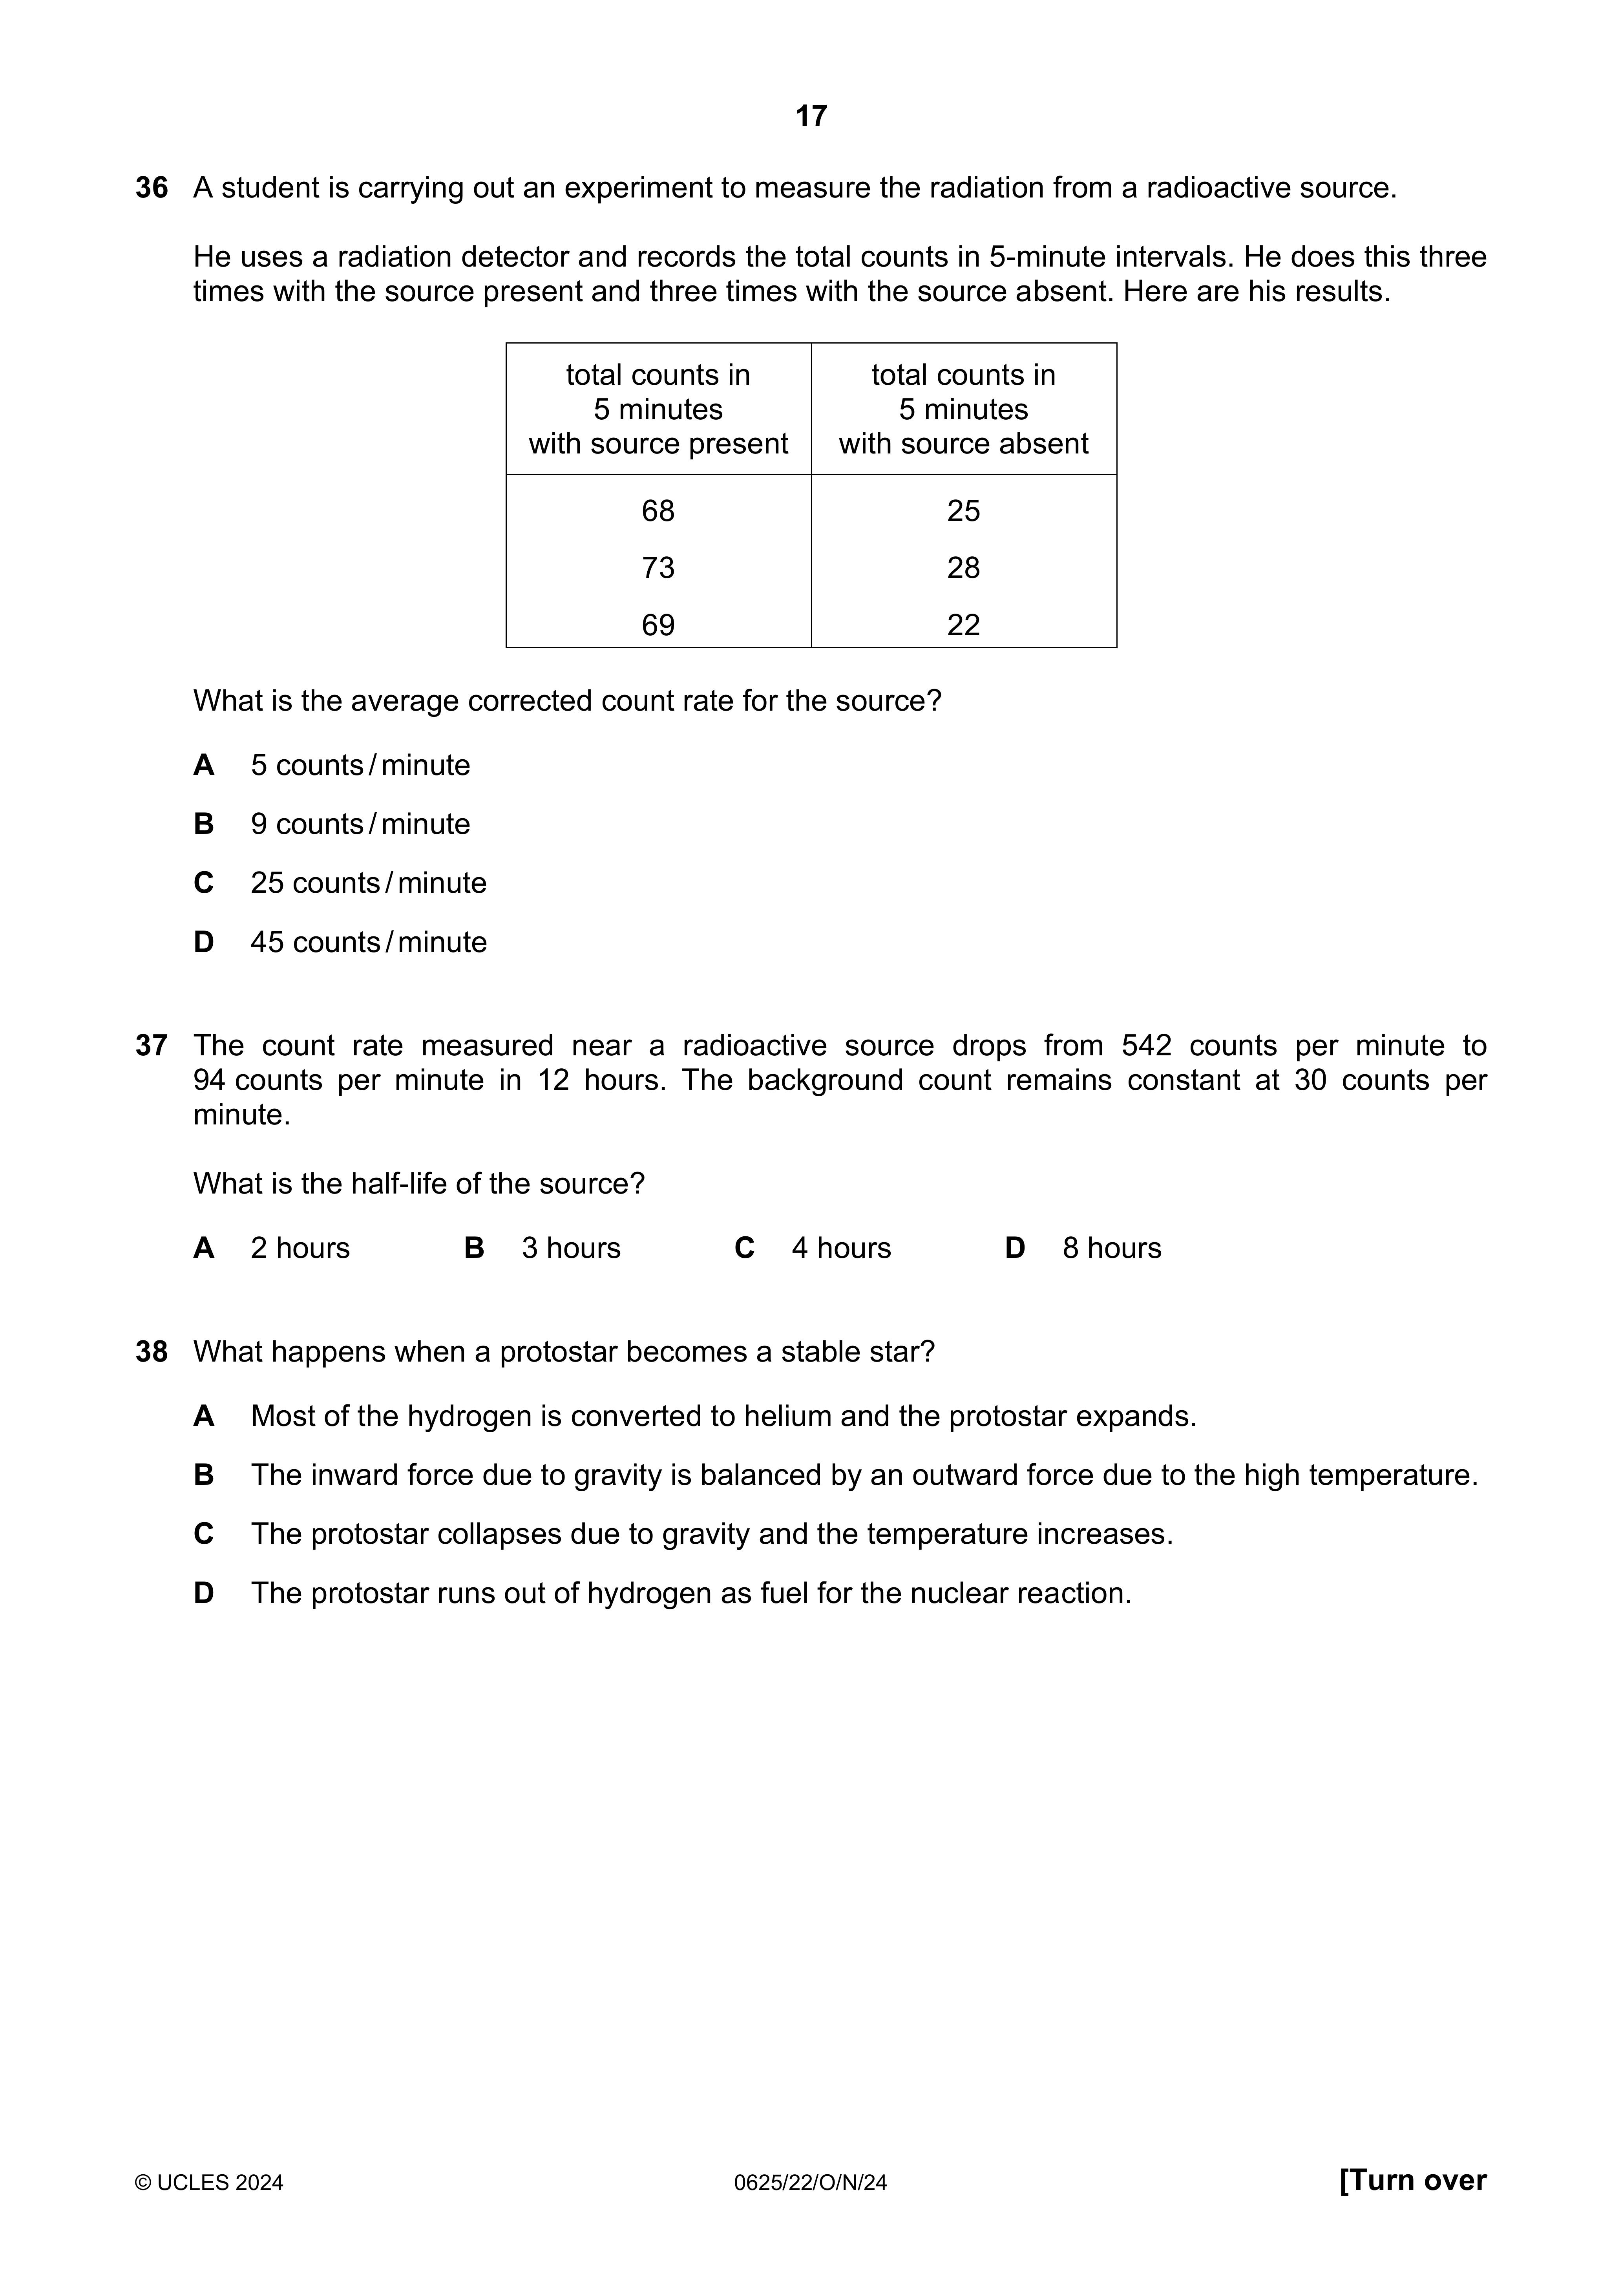 17
36 A student is carrying out an experiment to measure the radiation from a radioactive source.
He uses a radiation detector and records the total counts in 5-minute intervals. He does this three
times with the source present and three times with the source absent. Here are his results.
total counts in 5 minutes with source present
total counts in 5 minutes with source absent
68 25
73 28
69 22
What is the average corrected count rate for the source?
A 5 counts / minute
B 9 counts / minute
C 25 counts / minute
D 45 counts / minute
37 The count rate measured near a radioactive source drops from 542 counts per minute to
94 counts per minute in 12 hours. The background count remains constant at 30 counts per
minute.
What is the half-life of the source?
A 2 hours B 3 hours C 4 hours D 8 hours
38 What happens when a protostar becomes a stable star?
A Most of the hydrogen is converted to helium and the protostar expands.
B The inward force due to gravity is balanced by an outward force due to the high temperature.
C The protostar collapses due to gravity and the temperature increases.
D The protostar runs out of hydrogen as fuel for the nuclear reaction.
© UCLES 2024 0625/22/O/N/24 [Turn over